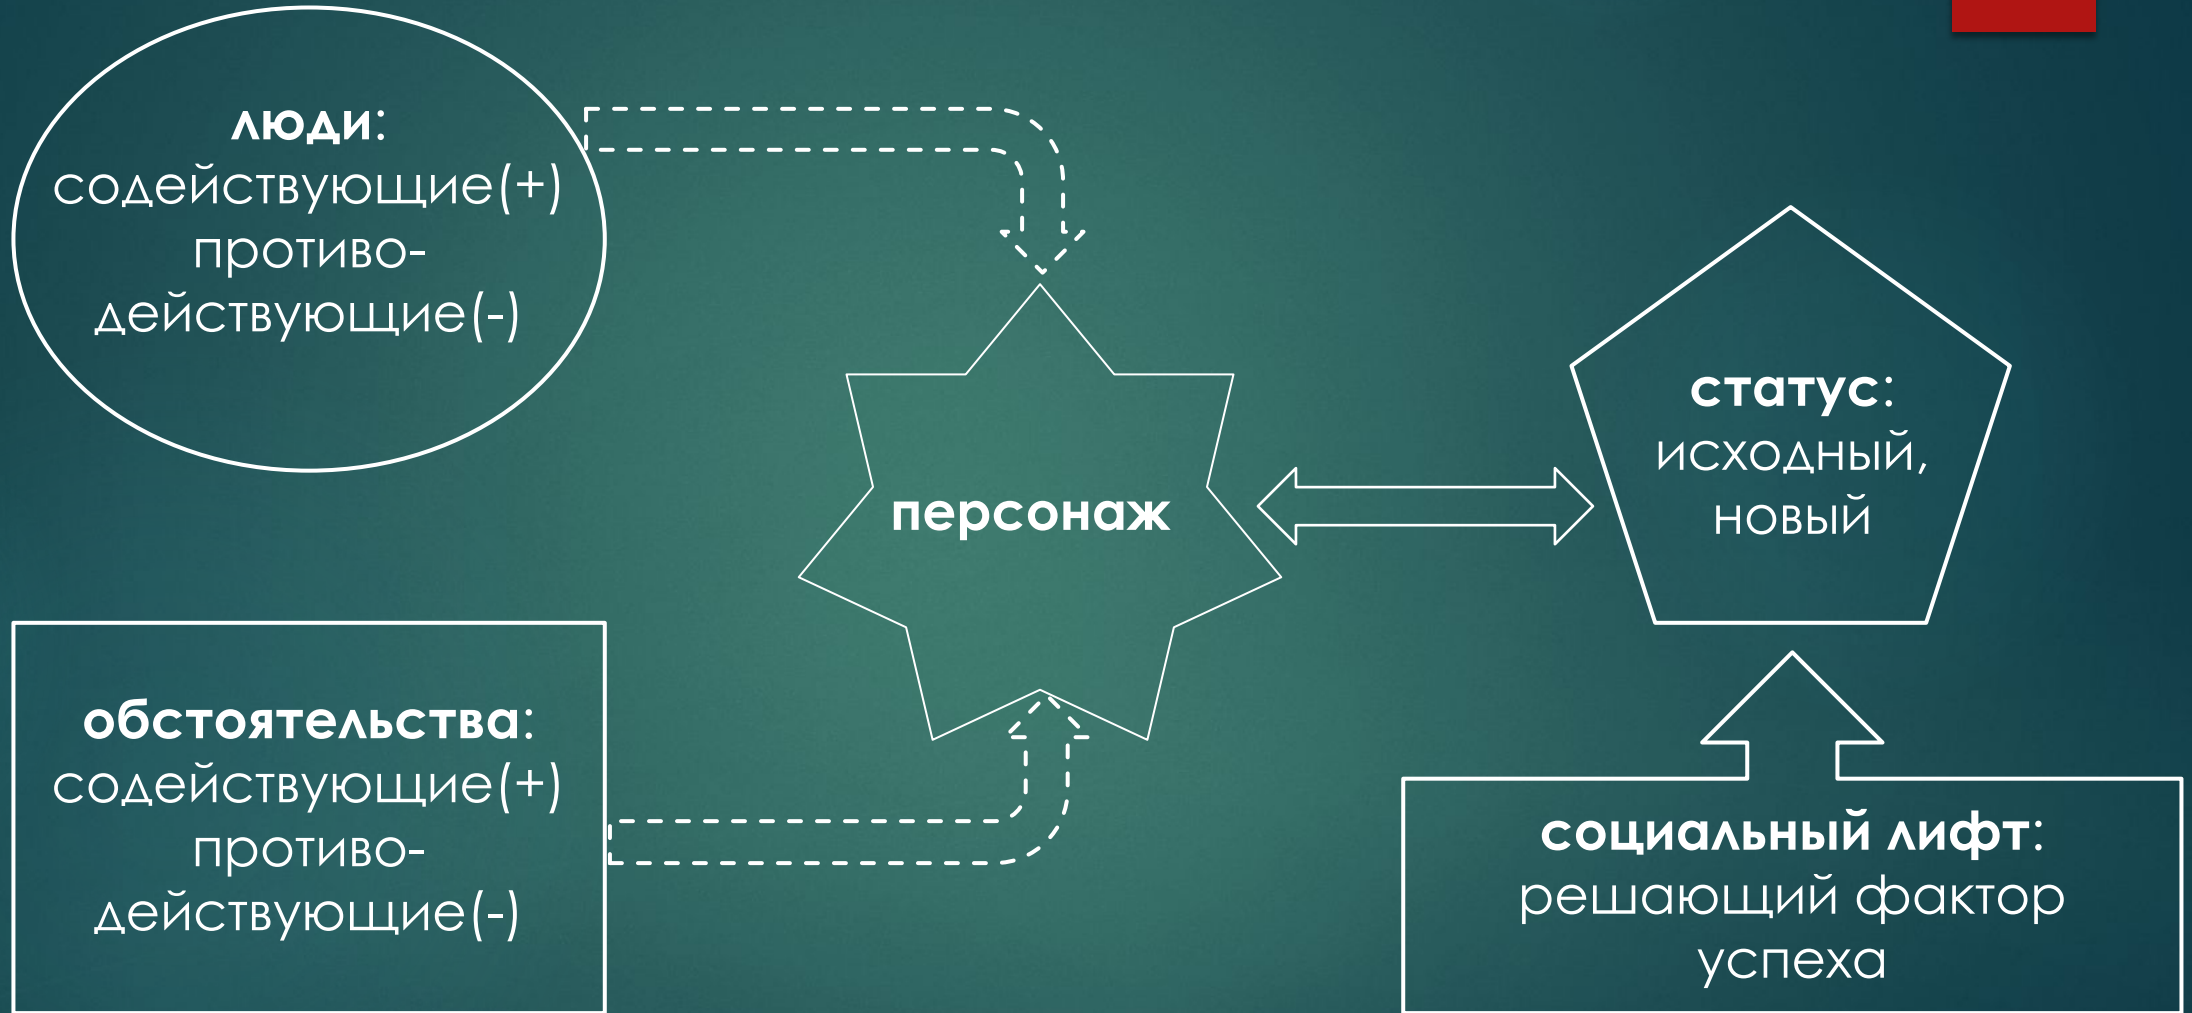 люди:
содействующие(+)
противо-
действующие(-)
персонаж
статус:
исходный,
новый
обстоятельства:
содействующие(+)
противо-
действующие(-)
социальный лифт:
решающий фактор
успеха